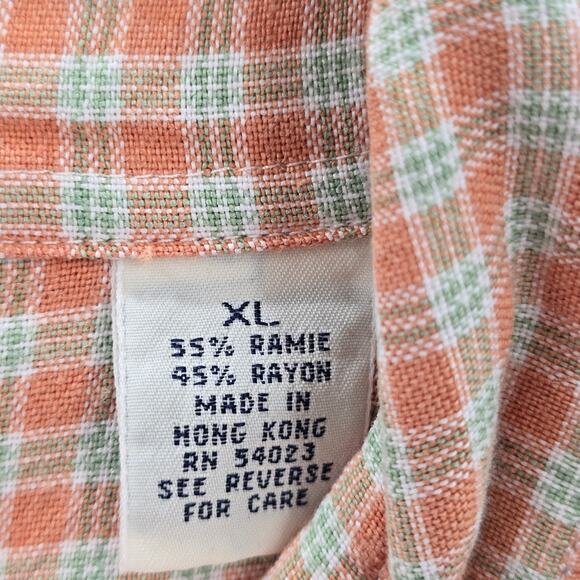 XL
55% RAMIE
45% RAYON
MADE IN
HONG KONG
RN 54023
SEE REVERSE
FOR CARE